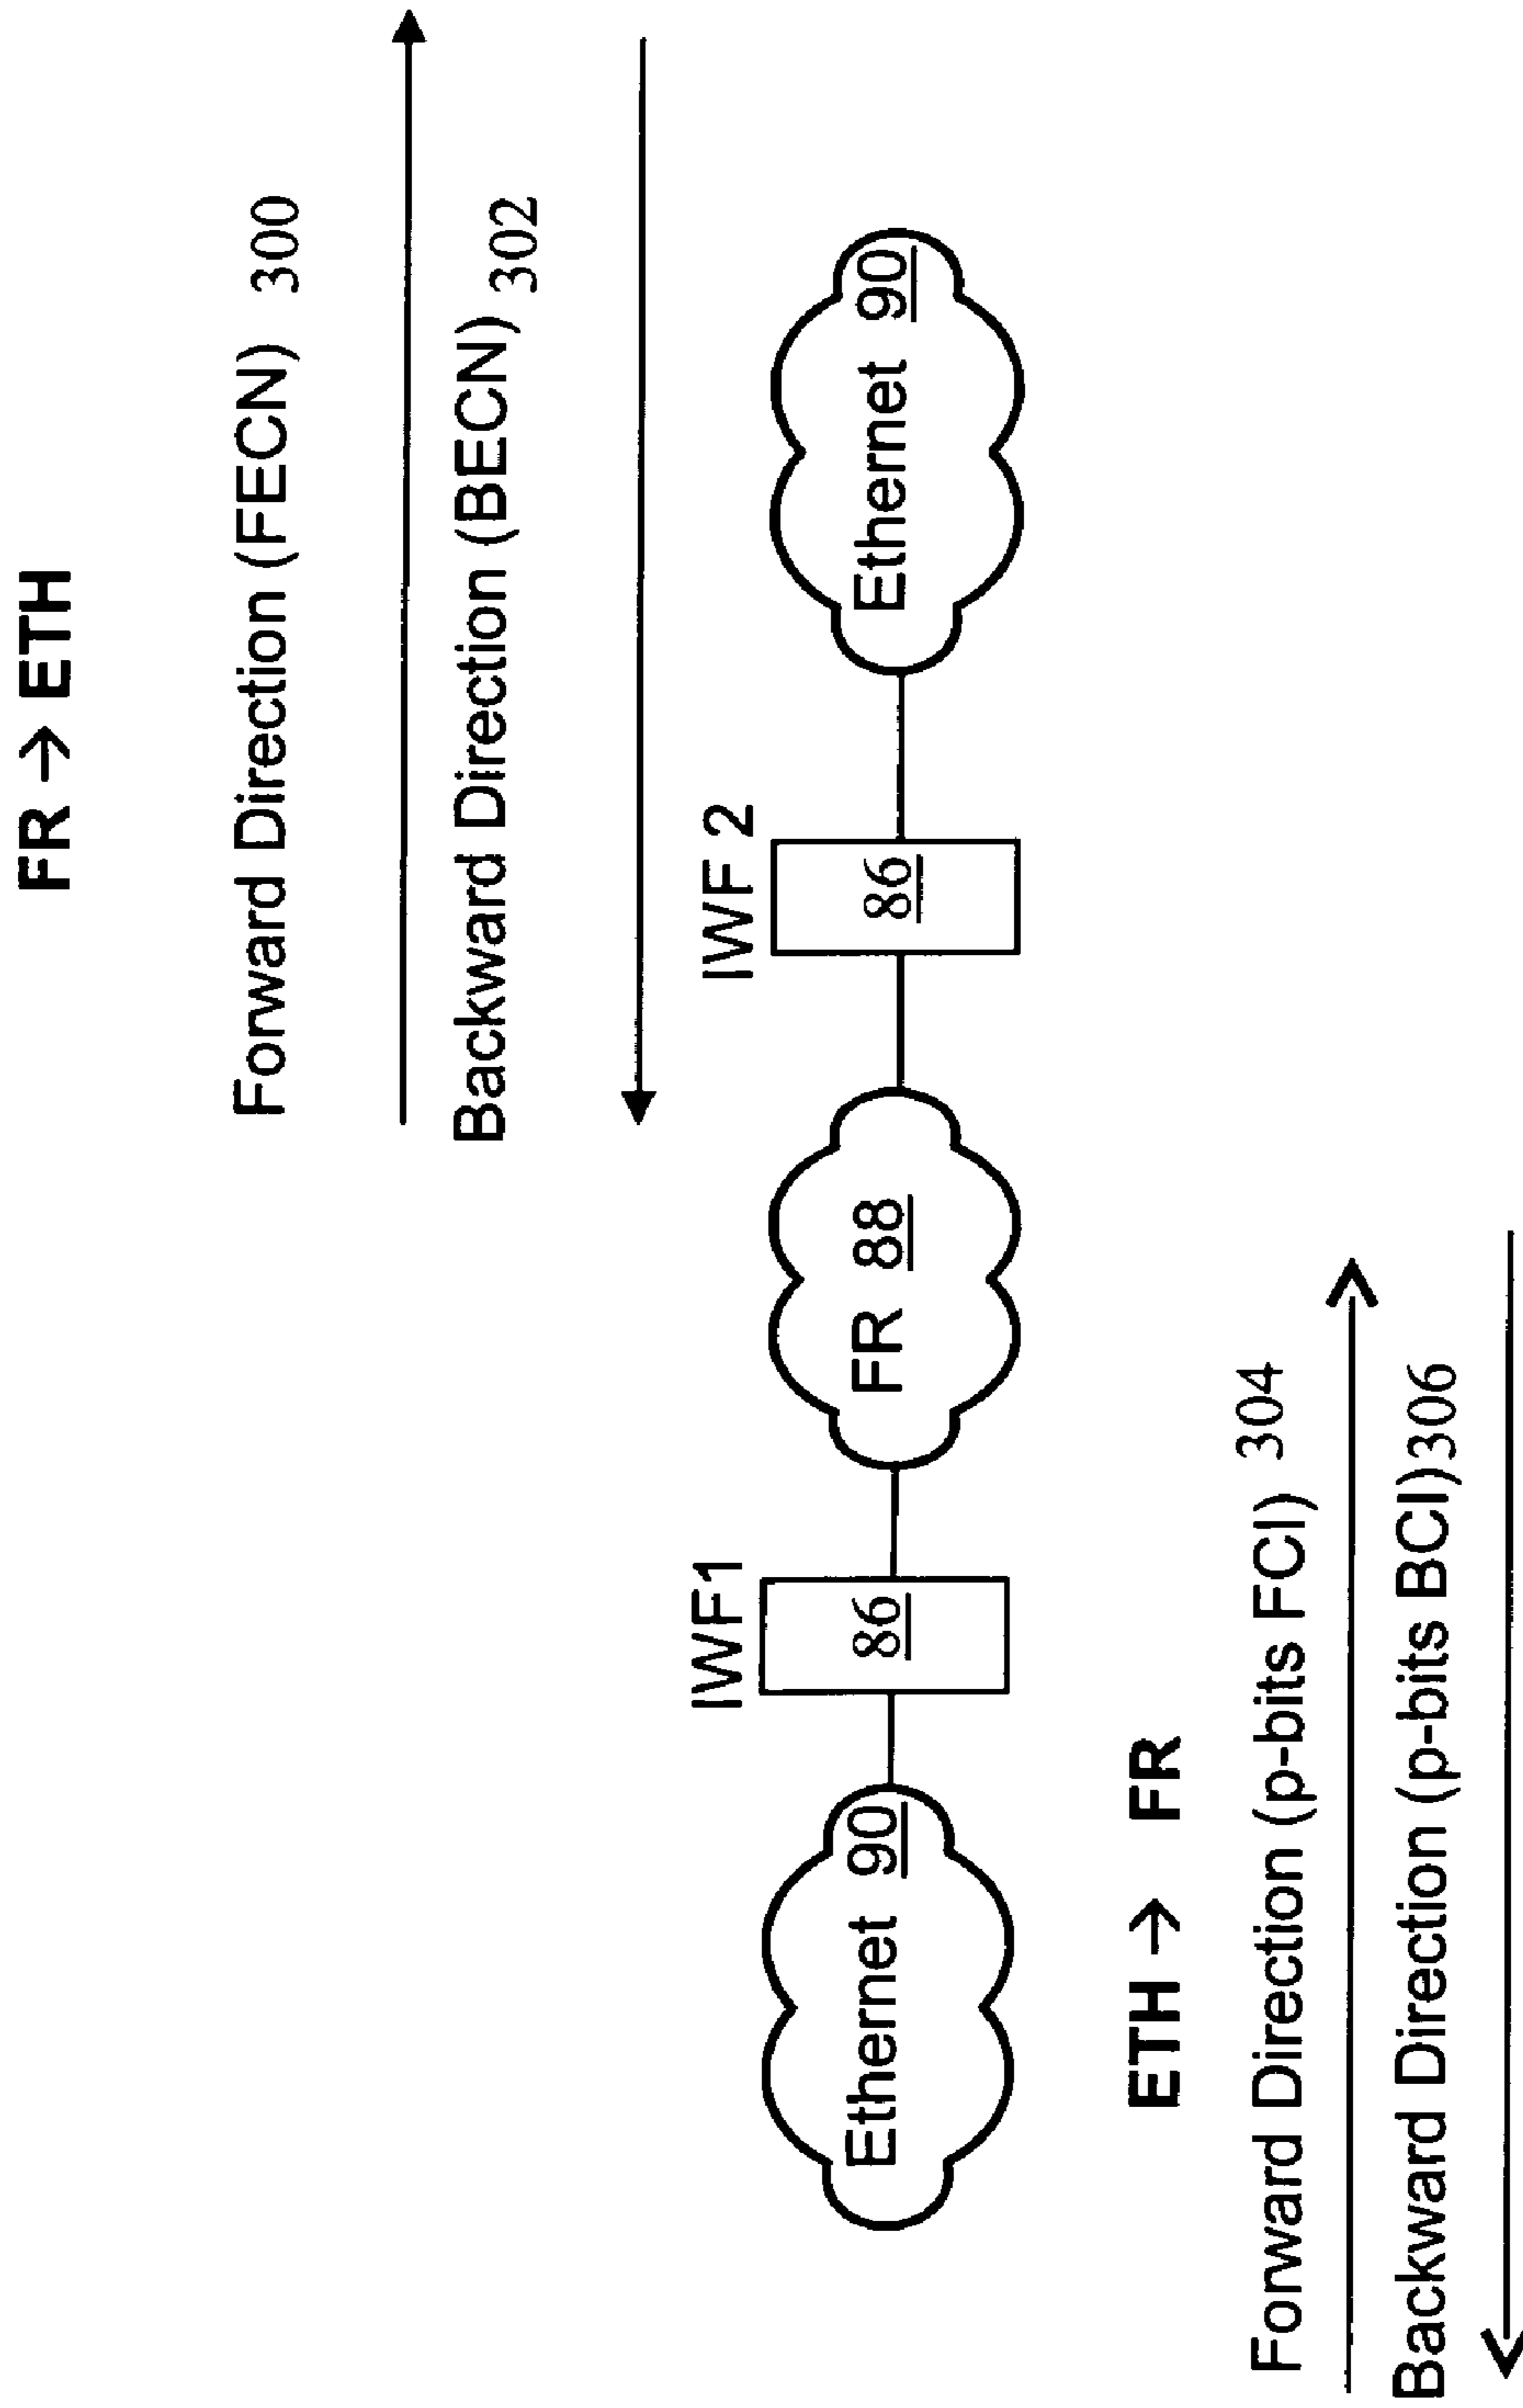 FR → ETH
Forward Direction (FECN) 300
Backward Direction (BECN) 302
IWF1
IWF 2
Ethernet 90
86
FR 88
86
Ethernet 90
ETH → FR
Forward Direction (p-bits FCI) 304
Backward Direction (p-bits BCI) 306